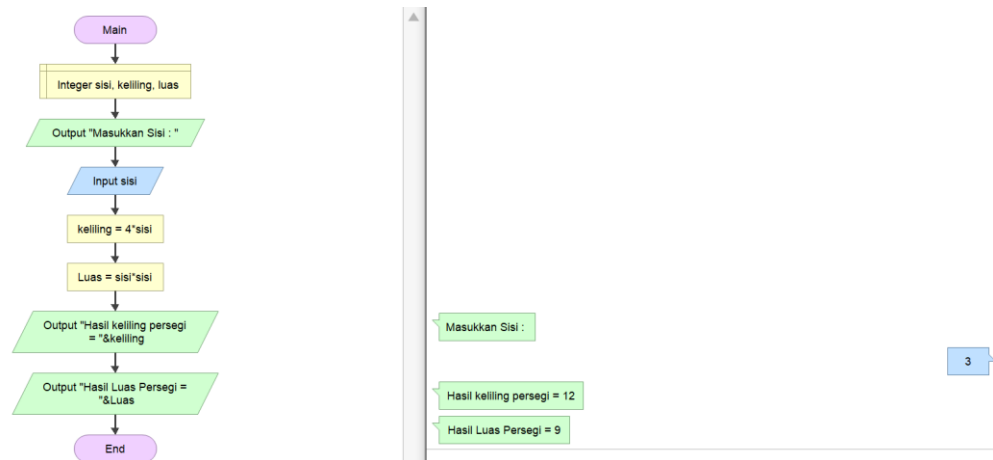 Main
Integer sisi, keliling, luas
Output "Masukkan Sisi : "
Input sisi
keliling = 4*sisi
Luas = sisi*sisi
Output "Hasil keliling persegi
= "&keliling
Output "Hasil Luas Persegi =
"&Luas
End
Masukkan Sisi :
3
Hasil keliling persegi = 12
Hasil Luas Persegi = 9